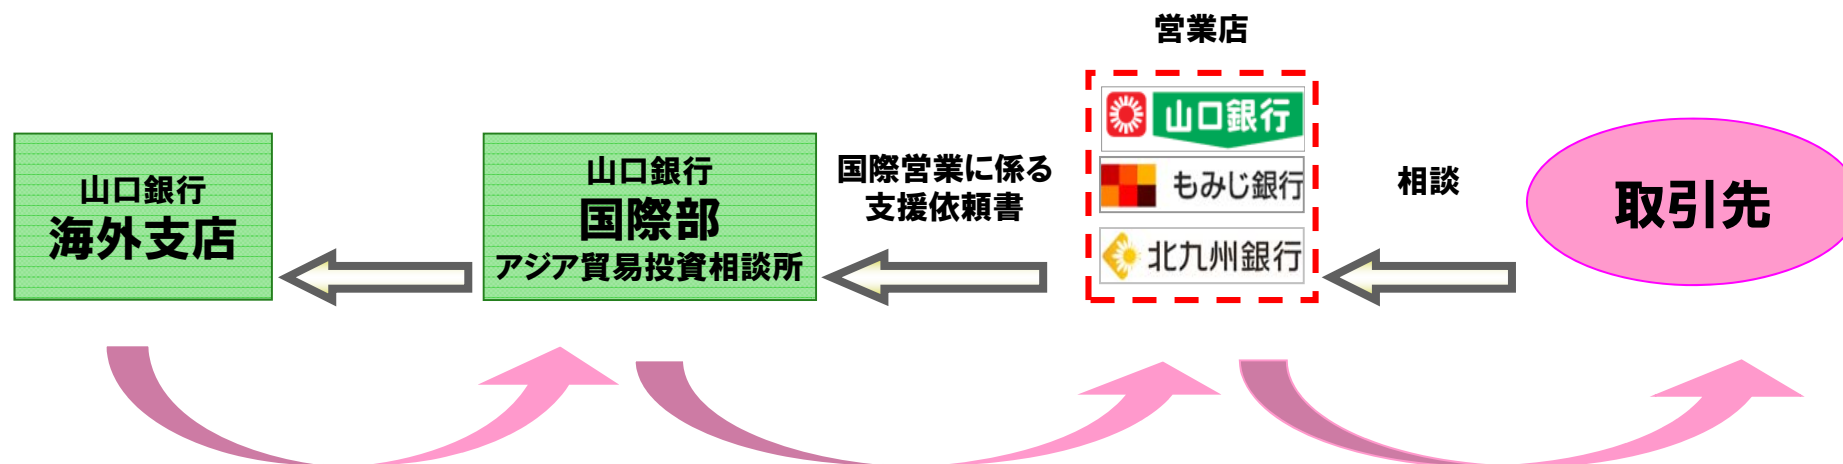 営業店
山口銀行
もみじ銀行
北九州銀行
山口銀行
海外支店
山口銀行
国際部
アジア貿易投資相談所
国際営業に係る
支援依頼書
相談
取引先